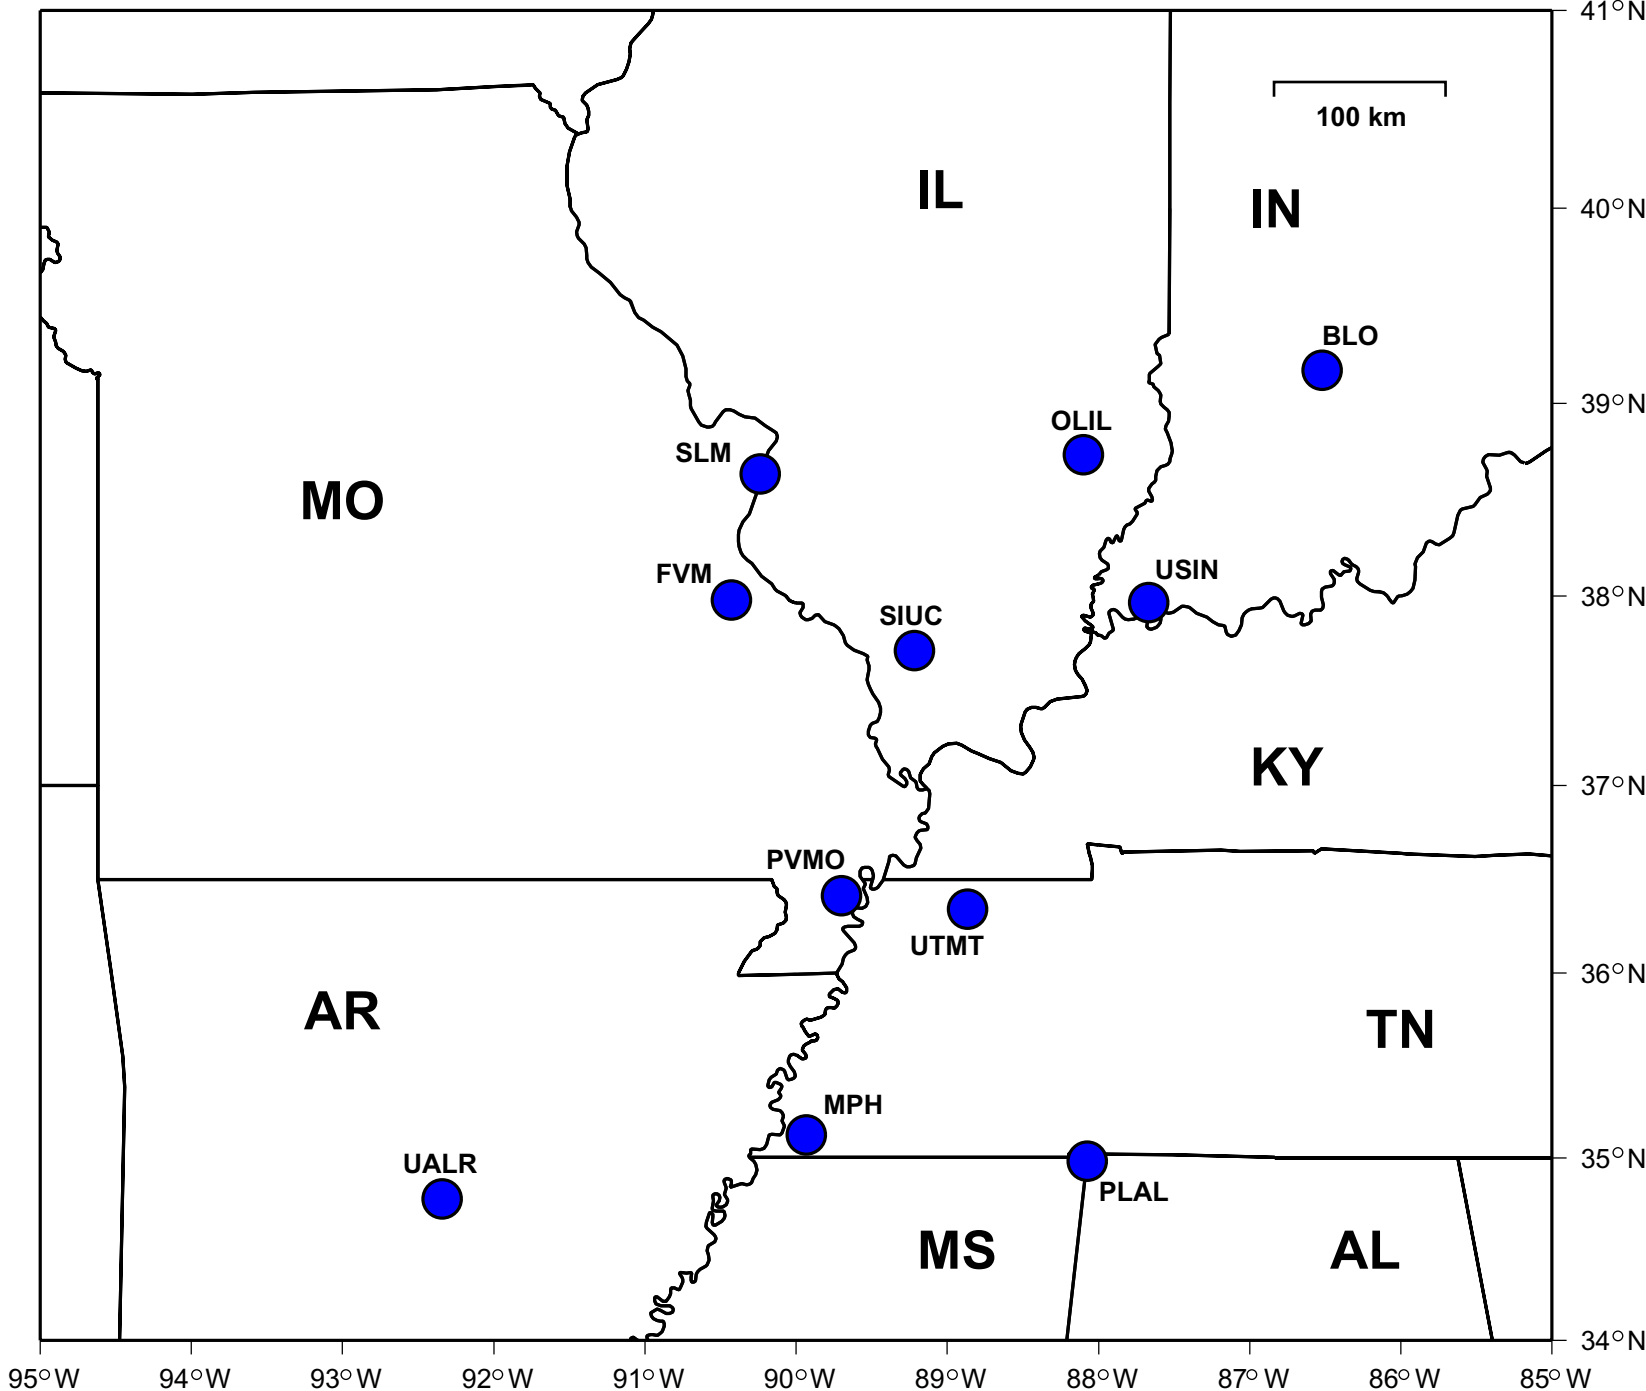 41°N
100 km
IL
IN
40°N
BLO
39°N
OLIL
SLM
MO
FVM
USIN
38°N
SIUC
KY
37°N
PVMO
UTMT
36°N
AR
TN
MPH
35°N
UALR
PLAL
MS
AL
34°N
95°W 94°W 93°W 92°W 91°W 90°W 89°W 88°W 87°W 86°W 85°W